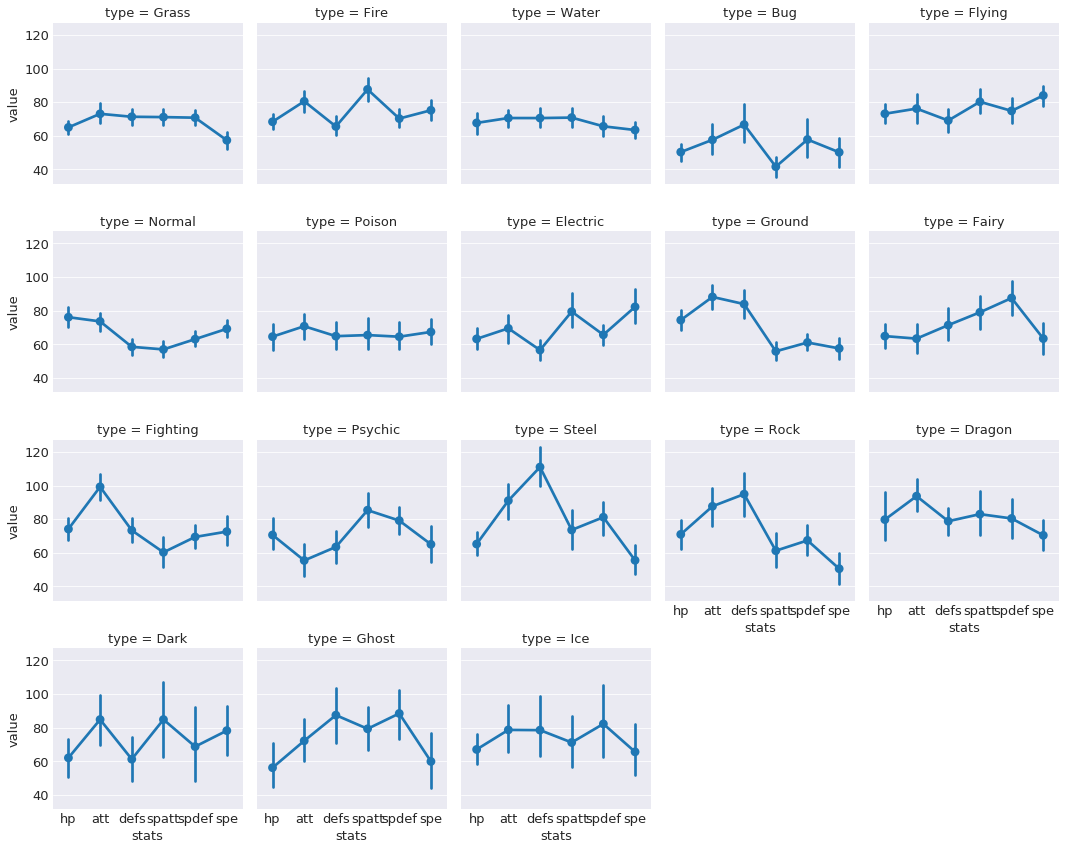 type = Grass type = Fire type = Water type = Bug type = Flying
120
100
80
60
40
value
type = Normal type = Poison type = Electric type = Ground type = Fairy
120
100
80
60
40
value
type = Fighting type = Psychic type = Steel type = Rock type = Dragon
120
100
80
60
40
value
hp att defs spatt spdef spe hp att defs spatt spdef spe
stats stats
type = Dark type = Ghost type = Ice
120
100
80
60
40
value
hp att defs spatt spdef spe hp att defs spatt spdef spe hp att defs spatt spdef spe
stats stats stats